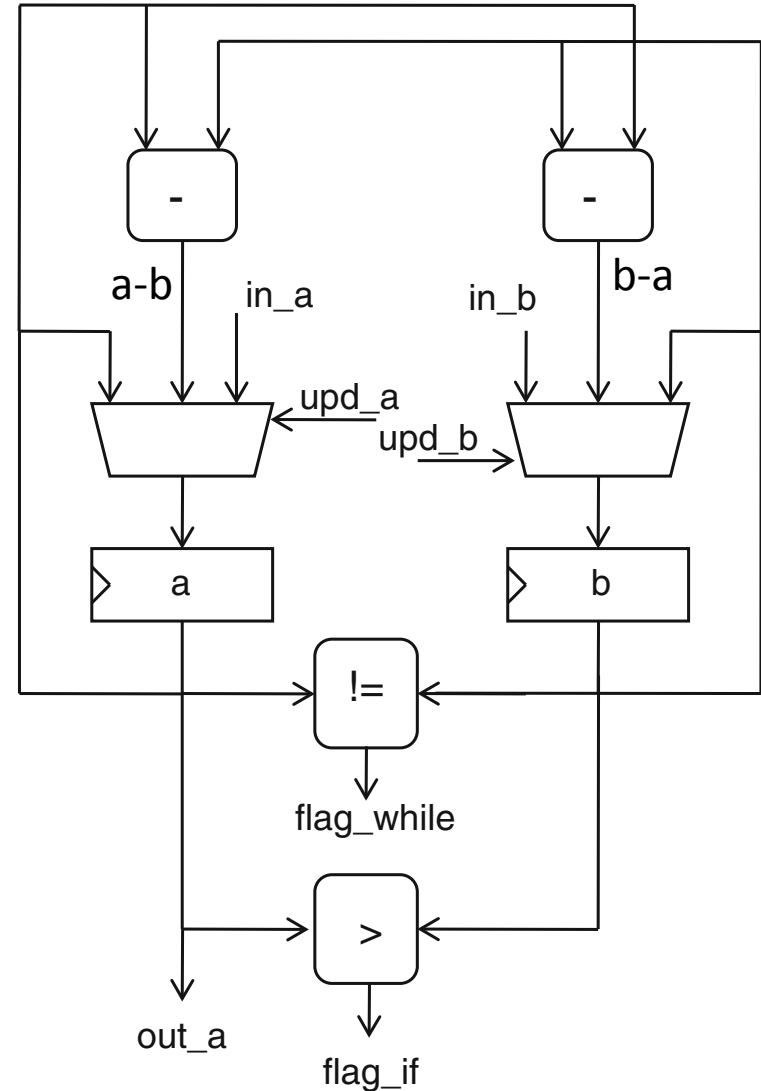 -
-
a-b
b-a
in_a
in_b
upd_a
upd_b
a
b
!=
flag_while
>
out_a
flag_if